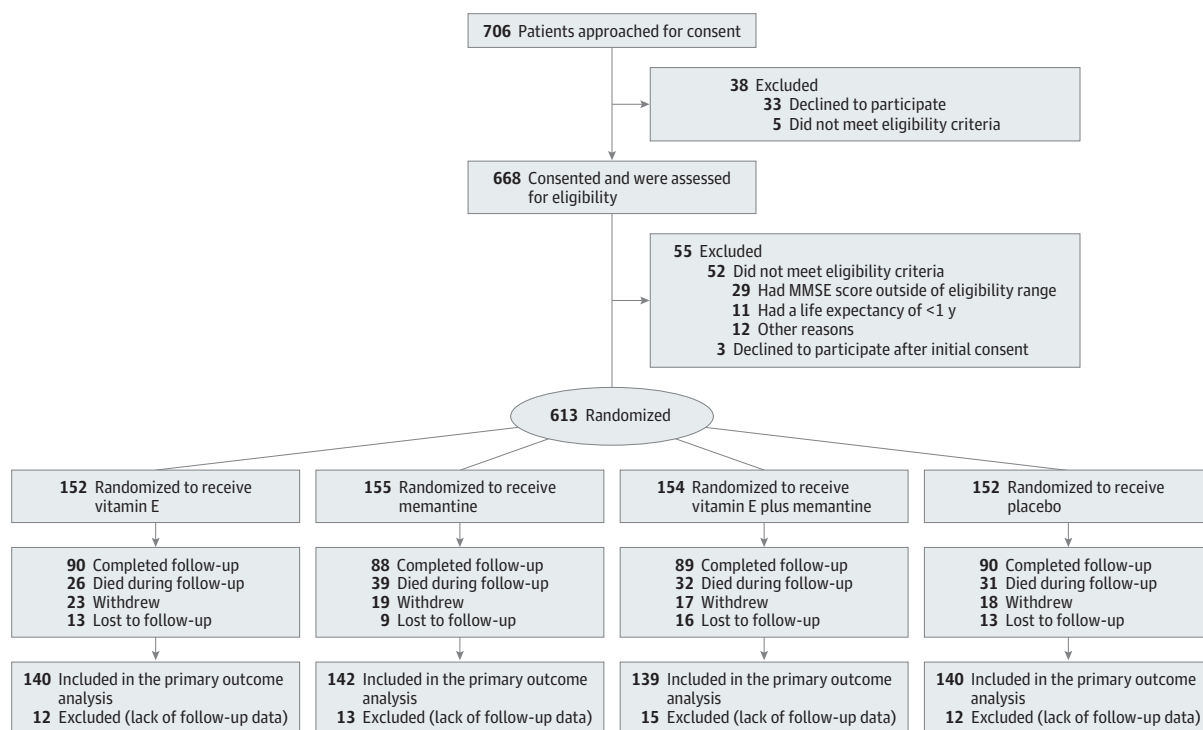 706 Patients approached for consent
38 Excluded
33 Declined to participate
5 Did not meet eligibility criteria
668 Consented and were assessed
for eligibility
55 Excluded
52 Did not meet eligibility criteria
29 Had MMSE score outside of eligibility range
11 Had a life expectancy of <1 y
12 Other reasons
3 Declined to participate after initial consent
613 Randomized
152 Randomized to receive
vitamin E
155 Randomized to receive
memantine
154 Randomized to receive
vitamin E plus memantine
152 Randomized to receive
placebo
90 Completed follow-up
26 Died during follow-up
23 Withdrew
13 Lost to follow-up
88 Completed follow-up
39 Died during follow-up
19 Withdrew
9 Lost to follow-up
89 Completed follow-up
32 Died during follow-up
17 Withdrew
16 Lost to follow-up
90 Completed follow-up
31 Died during follow-up
18 Withdrew
13 Lost to follow-up
140 Included in the primary outcome
analysis
12 Excluded (lack of follow-up data)
142 Included in the primary outcome
analysis
13 Excluded (lack of follow-up data)
139 Included in the primary outcome
analysis
15 Excluded (lack of follow-up data)
140 Included in the primary outcome
analysis
12 Excluded (lack of follow-up data)